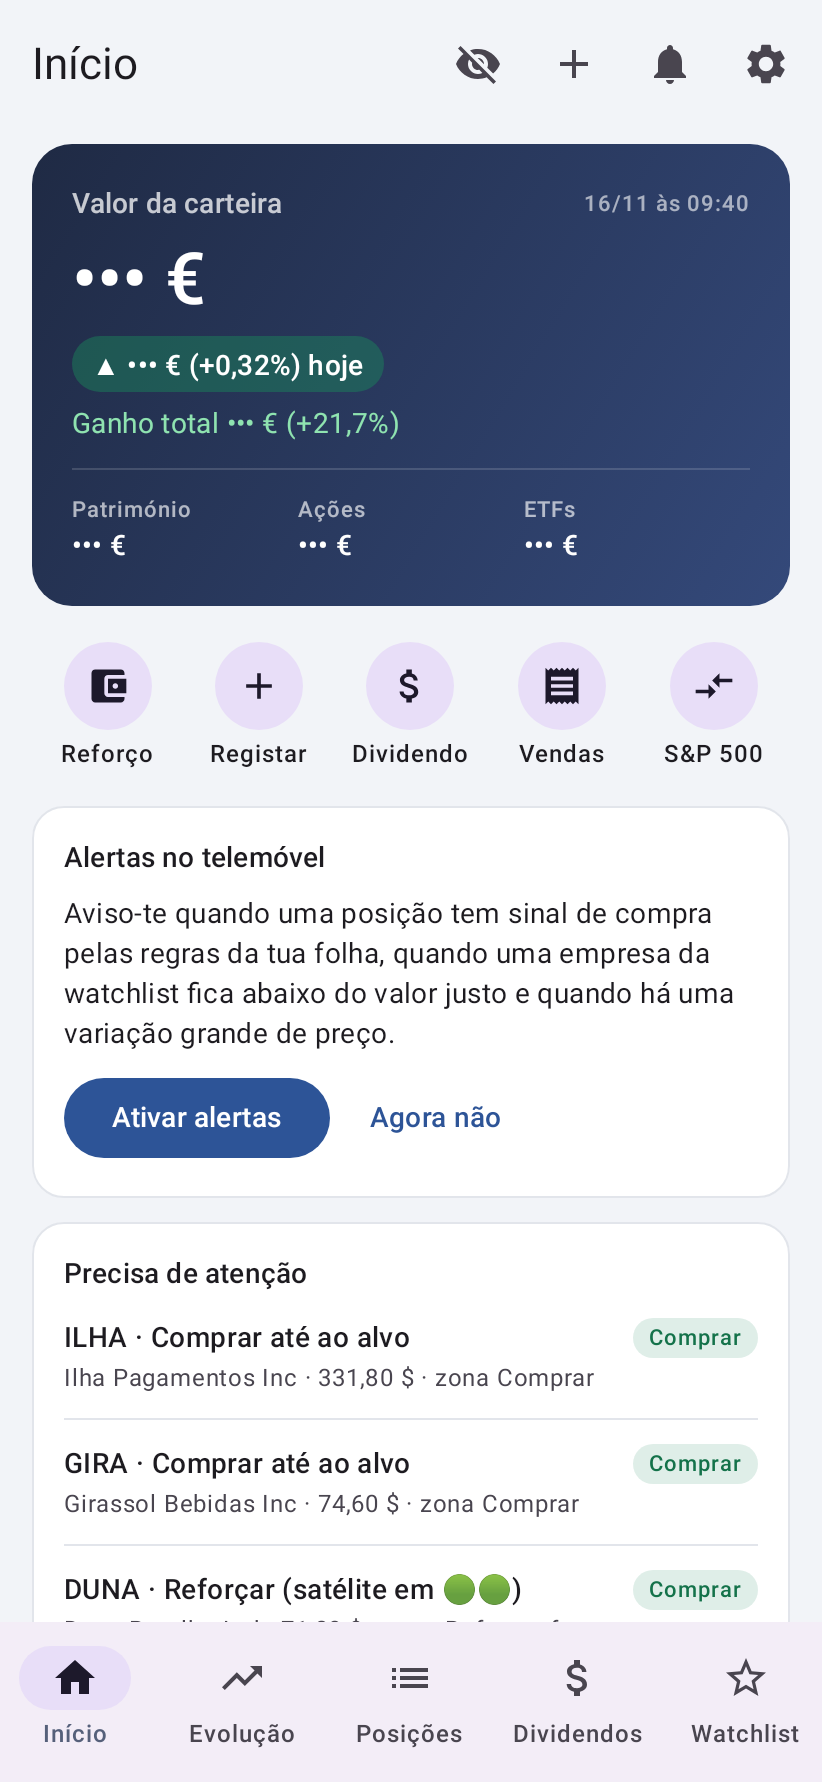 Início
Valor da carteira
16/11 às 09:40
••• €
▲ ••• € (+0,32%) hoje
Ganho total ••• € (+21,7%)
Património
Ações
ETFs
••• €
••• €
••• €
Reforço
Registar
Dividendo
Vendas
S&P 500
Alertas no telemóvel
Aviso-te quando uma posição tem sinal de compra
pelas regras da tua folha, quando uma empresa da
watchlist fica abaixo do valor justo e quando há uma
variação grande de preço.
Ativar alertas
Agora não
Precisa de atenção
ILHA · Comprar até ao alvo
Comprar
Ilha Pagamentos Inc · 331,80 $ · zona Comprar
GIRA · Comprar até ao alvo
Comprar
Girassol Bebidas Inc · 74,60 $ · zona Comprar
DUNA · Reforçar (satélite em 🟢🟢)
Comprar
Início
Evolução
Posições
Dividendos
Watchlist